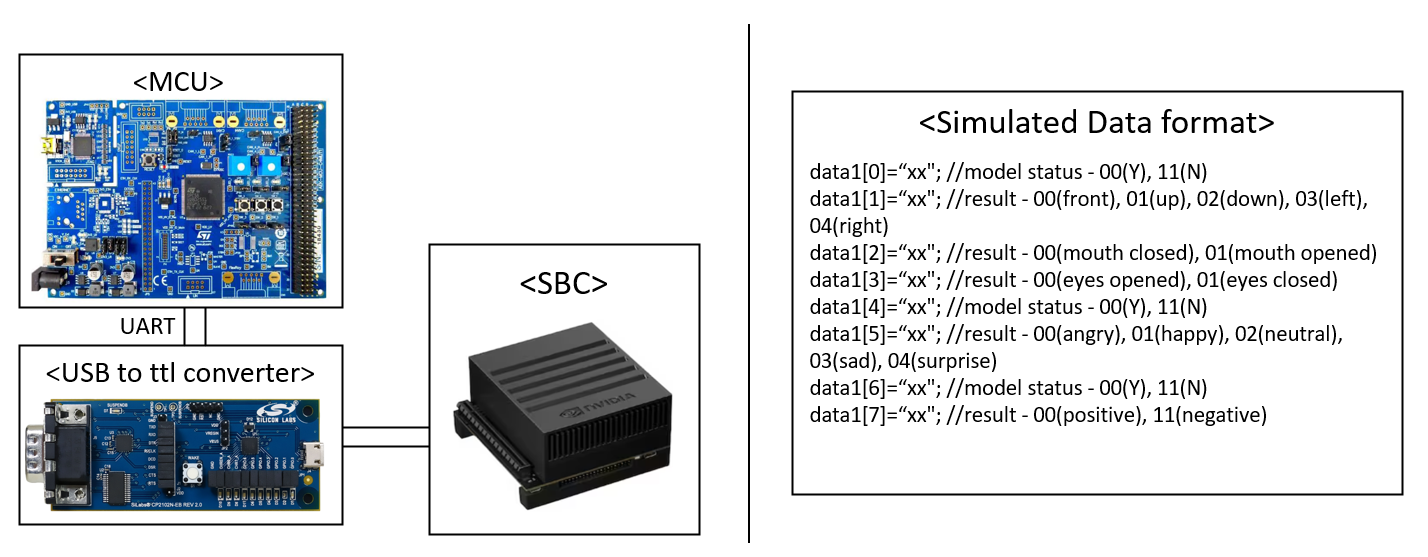 <MCU>
UART
<USB to ttl converter>
SUSPENDB
SILICON LABS
WAKE
SiLabs® CP2102N-EB REV 2.0
<SBC>
NVIDIA
<Simulated Data format>
data1[0]=“xx"; //model status - 00(Y), 11(N)
data1[1]=“xx"; //result - 00(front), 01(up), 02(down), 03(left),
04(right)
data1[2]=“xx"; //result - 00(mouth closed), 01(mouth opened)
data1[3]=“xx"; //result - 00(eyes opened), 01(eyes closed)
data1[4]=“xx"; //model status - 00(Y), 11(N)
data1[5]=“xx"; //result - 00(angry), 01(happy), 02(neutral),
03(sad), 04(surprise)
data1[6]=“xx"; //model status - 00(Y), 11(N)
data1[7]=“xx"; //result - 00(positive), 11(negative)